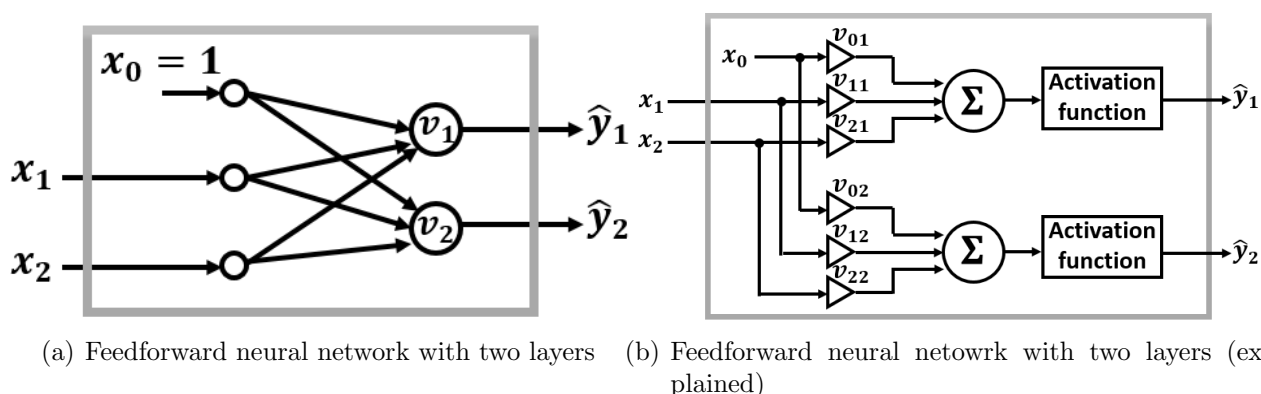 x₀ = 1
x₁
x₂
v₁
v₂
ŷ₁
ŷ₂
(a) Feedforward neural network with two layers
x₀
x₁
x₂
v₀₁
v₁₁
v₂₁
Σ
Activation
function
ŷ₁
v₀₂
v₁₂
v₂₂
Σ
Activation
function
ŷ₂
(b) Feedforward neural netowrk with two layers (ex
plained)